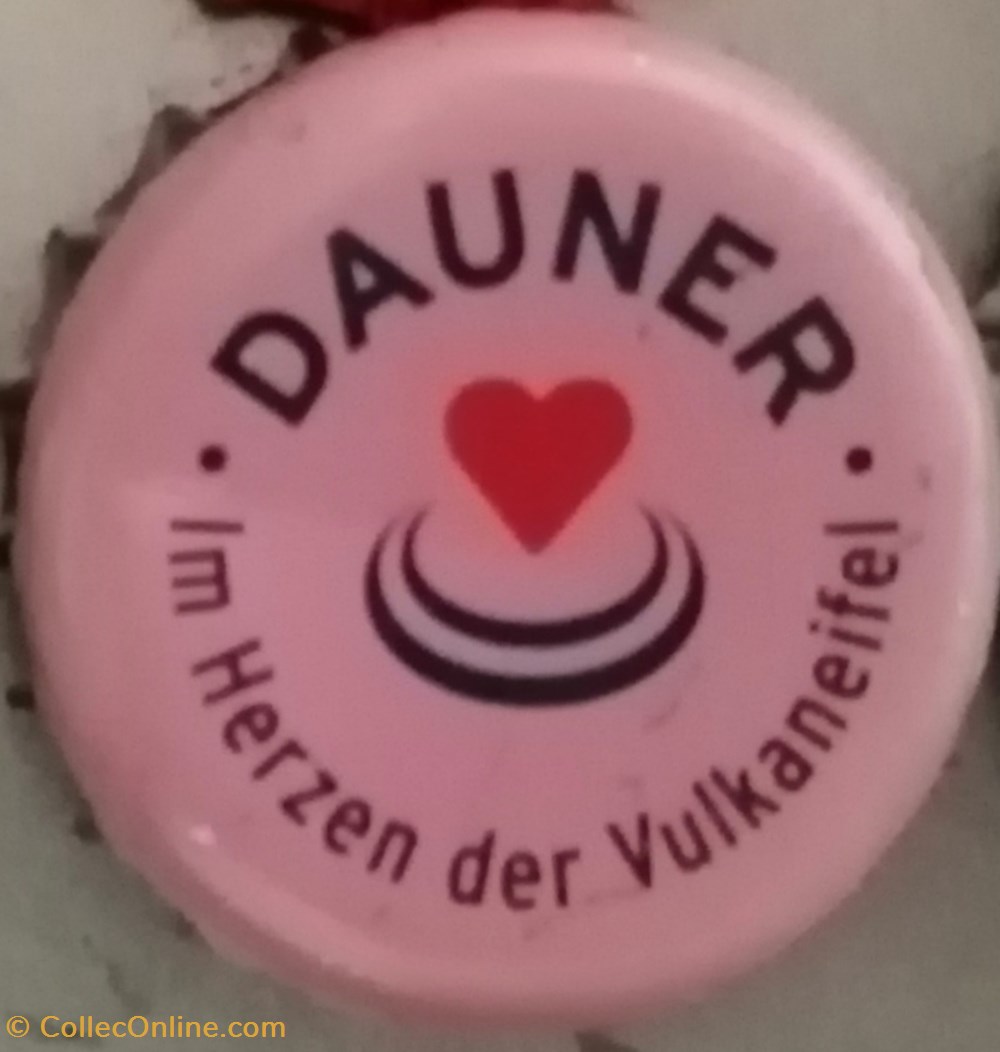 • DAUNER •
Im Herzen der Vulkaneifel
© CollecOnline.com